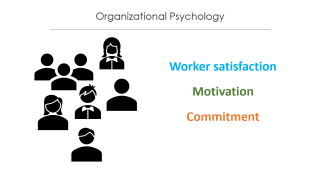 Organizational Psychology
Worker satisfaction
Motivation
Commitment